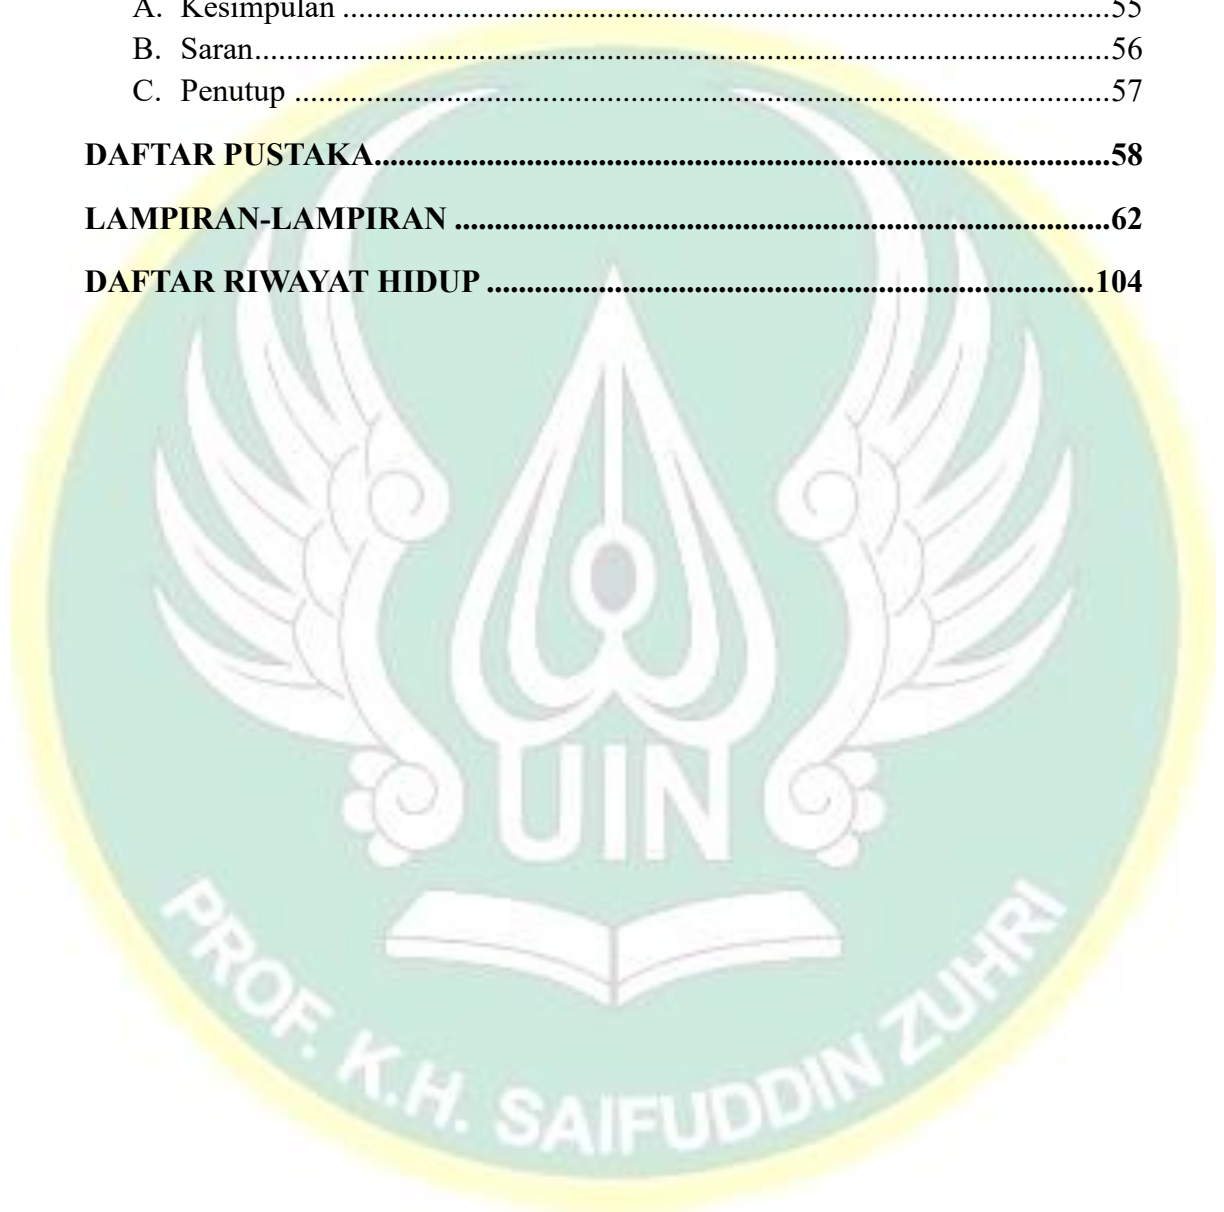 A. Kesimpulan ....................................................................................................55
B. Saran...............................................................................................................56
C. Penutup ..........................................................................................................57
DAFTAR PUSTAKA...........................................................................................58
LAMPIRAN-LAMPIRAN .................................................................................62
DAFTAR RIWAYAT HIDUP ...........................................................................104
UIN
PROF. K.H. SAIFUDDIN ZUHRI